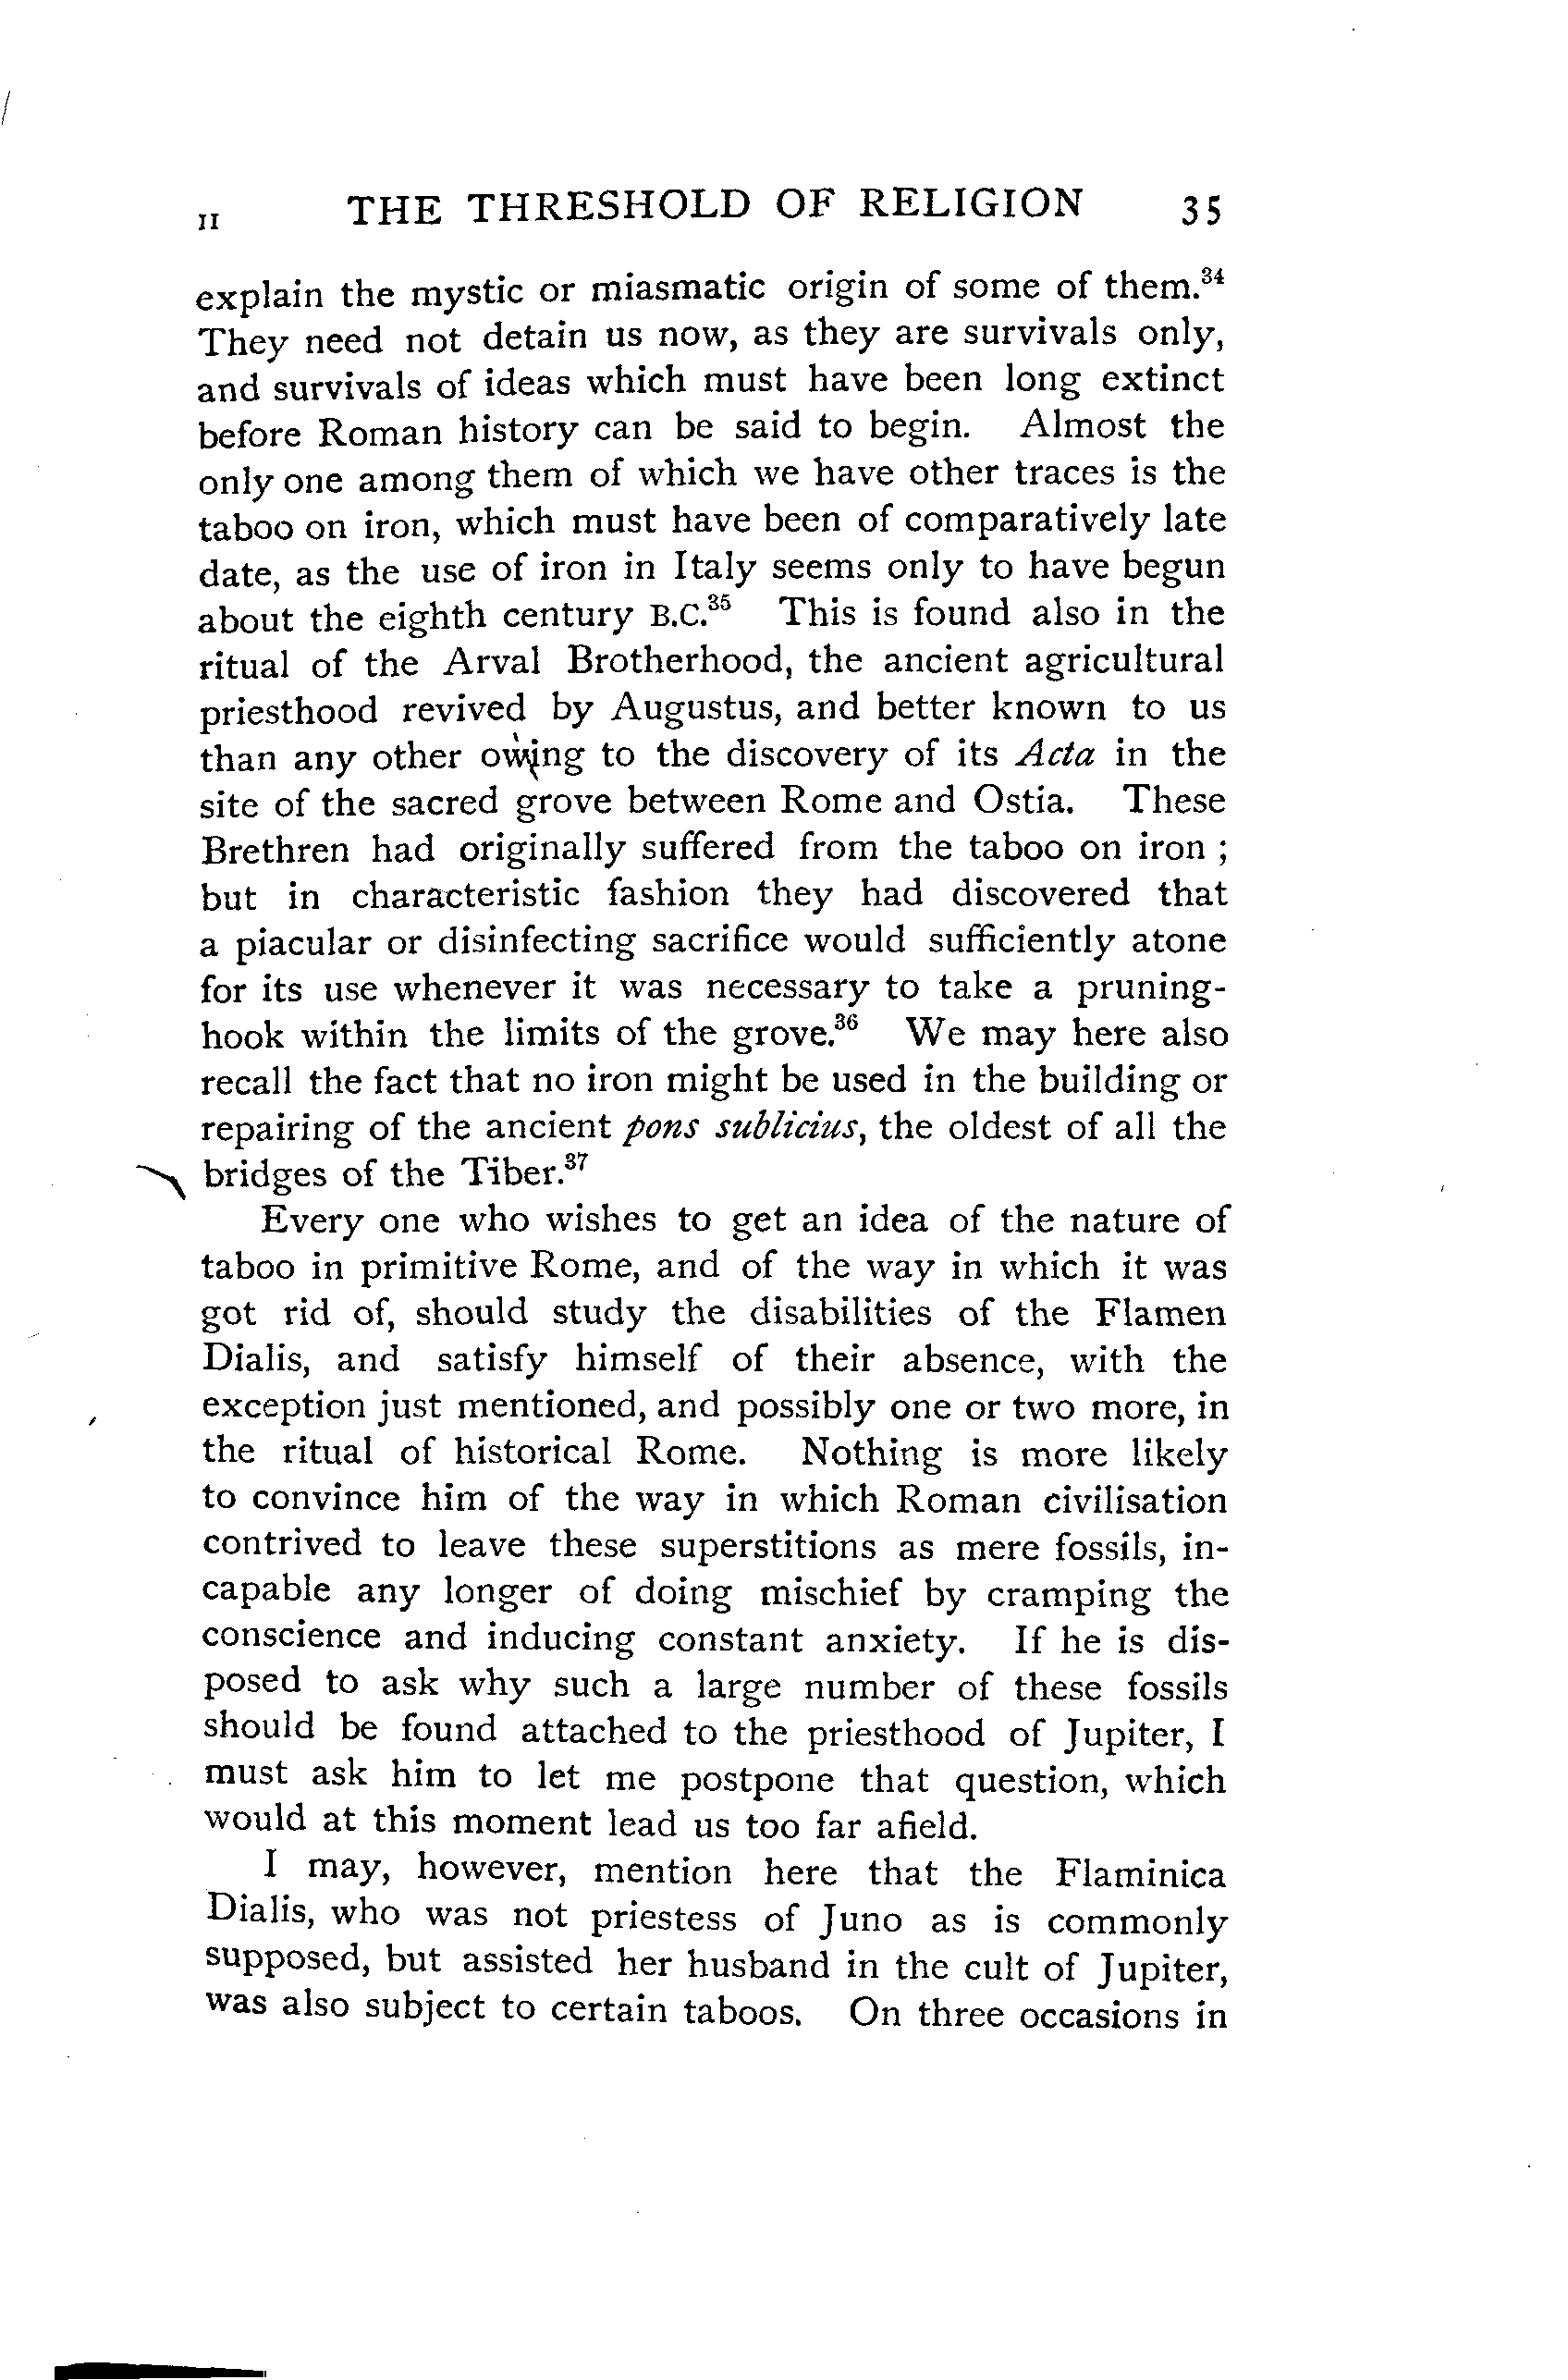 II THE THRESHOLD OF RELIGION 35
explain the mystic or miasmatic origin of some of them.³⁴
They need not detain us now, as they are survivals only,
and survivals of ideas which must have been long extinct
before Roman history can be said to begin. Almost the
only one among them of which we have other traces is the
taboo on iron, which must have been of comparatively late
date, as the use of iron in Italy seems only to have begun
about the eighth century B.C.³⁵ This is found also in the
ritual of the Arval Brotherhood, the ancient agricultural
priesthood revived by Augustus, and better known to us
than any other owing to the discovery of its Acta in the
site of the sacred grove between Rome and Ostia. These
Brethren had originally suffered from the taboo on iron ;
but in characteristic fashion they had discovered that
a piacular or disinfecting sacrifice would sufficiently atone
for its use whenever it was necessary to take a pruning-
hook within the limits of the grove.³⁶ We may here also
recall the fact that no iron might be used in the building or
repairing of the ancient pons sublicius, the oldest of all the
bridges of the Tiber.³⁷
Every one who wishes to get an idea of the nature of
taboo in primitive Rome, and of the way in which it was
got rid of, should study the disabilities of the Flamen
Dialis, and satisfy himself of their absence, with the
exception just mentioned, and possibly one or two more, in
the ritual of historical Rome. Nothing is more likely
to convince him of the way in which Roman civilisation
contrived to leave these superstitions as mere fossils, in-
capable any longer of doing mischief by cramping the
conscience and inducing constant anxiety. If he is dis-
posed to ask why such a large number of these fossils
should be found attached to the priesthood of Jupiter, I
must ask him to let me postpone that question, which
would at this moment lead us too far afield.
I may, however, mention here that the Flaminica
Dialis, who was not priestess of Juno as is commonly
supposed, but assisted her husband in the cult of Jupiter,
was also subject to certain taboos. On three occasions in